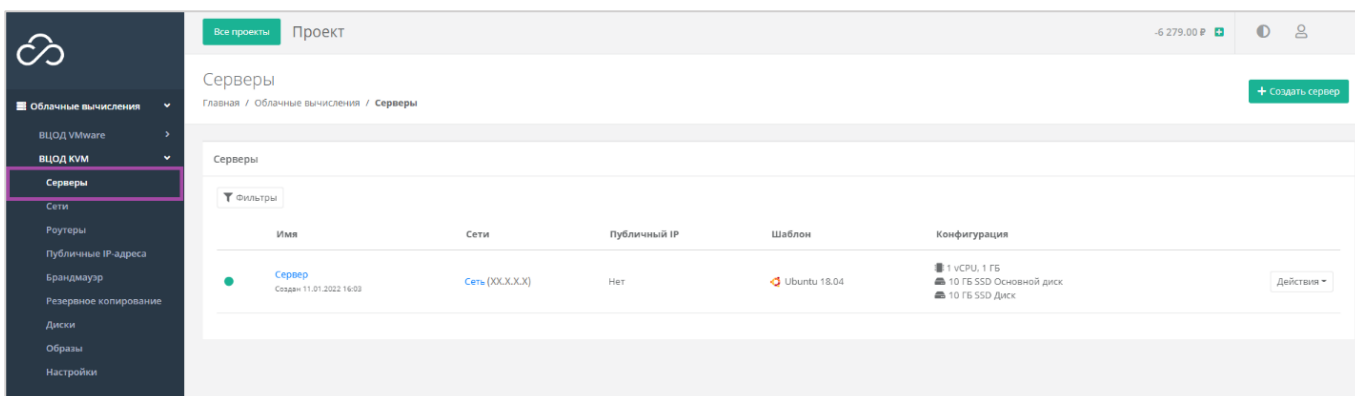 Все проекты Проект -6 279.00 ₽
Серверы
Главная / Облачные вычисления / Серверы
+ Создать сервер
Облачные вычисления
ВЦОД VMware
ВЦОД KVM
Серверы
Сети
Роутеры
Публичные IP-адреса
Брандмауэр
Резервное копирование
Диски
Образы
Настройки
Серверы
Фильтры
Имя Сети Публичный IP Шаблон Конфигурация
Сервер
Создан 11.01.2022 16:03
Сеть (XX.X.X.X)
Нет
Ubuntu 18.04
1 vCPU, 1 ГБ
10 ГБ SSD Основной диск
10 ГБ SSD Диск
Действия